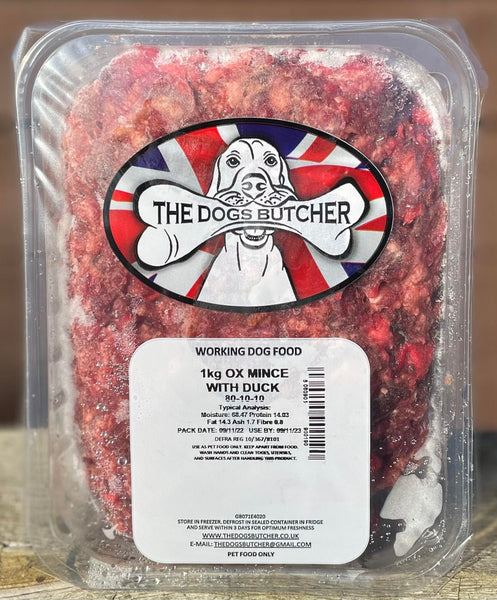 THE DOGS BUTCHER
WORKING DOG FOOD
1kg OX MINCE
WITH DUCK
80-10-10
Typical Analysis:
Moisture: 68.47 Protein 14.03
Fat 14.3 Ash 1.7 Fibre 0.8
PACK DATE: 09/11/22 USE BY: 09/11/23
DEFRA REG 10/367/8101
USE AS PET FOOD ONLY. KEEP APART FROM FOOD.
WASH HANDS AND CLEAN TOOLS, UTENSILS,
AND SURFACES AFTER HANDLING THIS PRODUCT.
GB071E4020
STORE IN FREEZER. DEFROST IN SEALED CONTAINER IN FRIDGE
AND SERVE WITHIN 3 DAYS FOR OPTIMUM FRESHNESS
WWW.THEDOGSBUTCHER.CO.UK
E-MAIL: THEDOGSBUTCHER@GMAIL.COM
PET FOOD ONLY